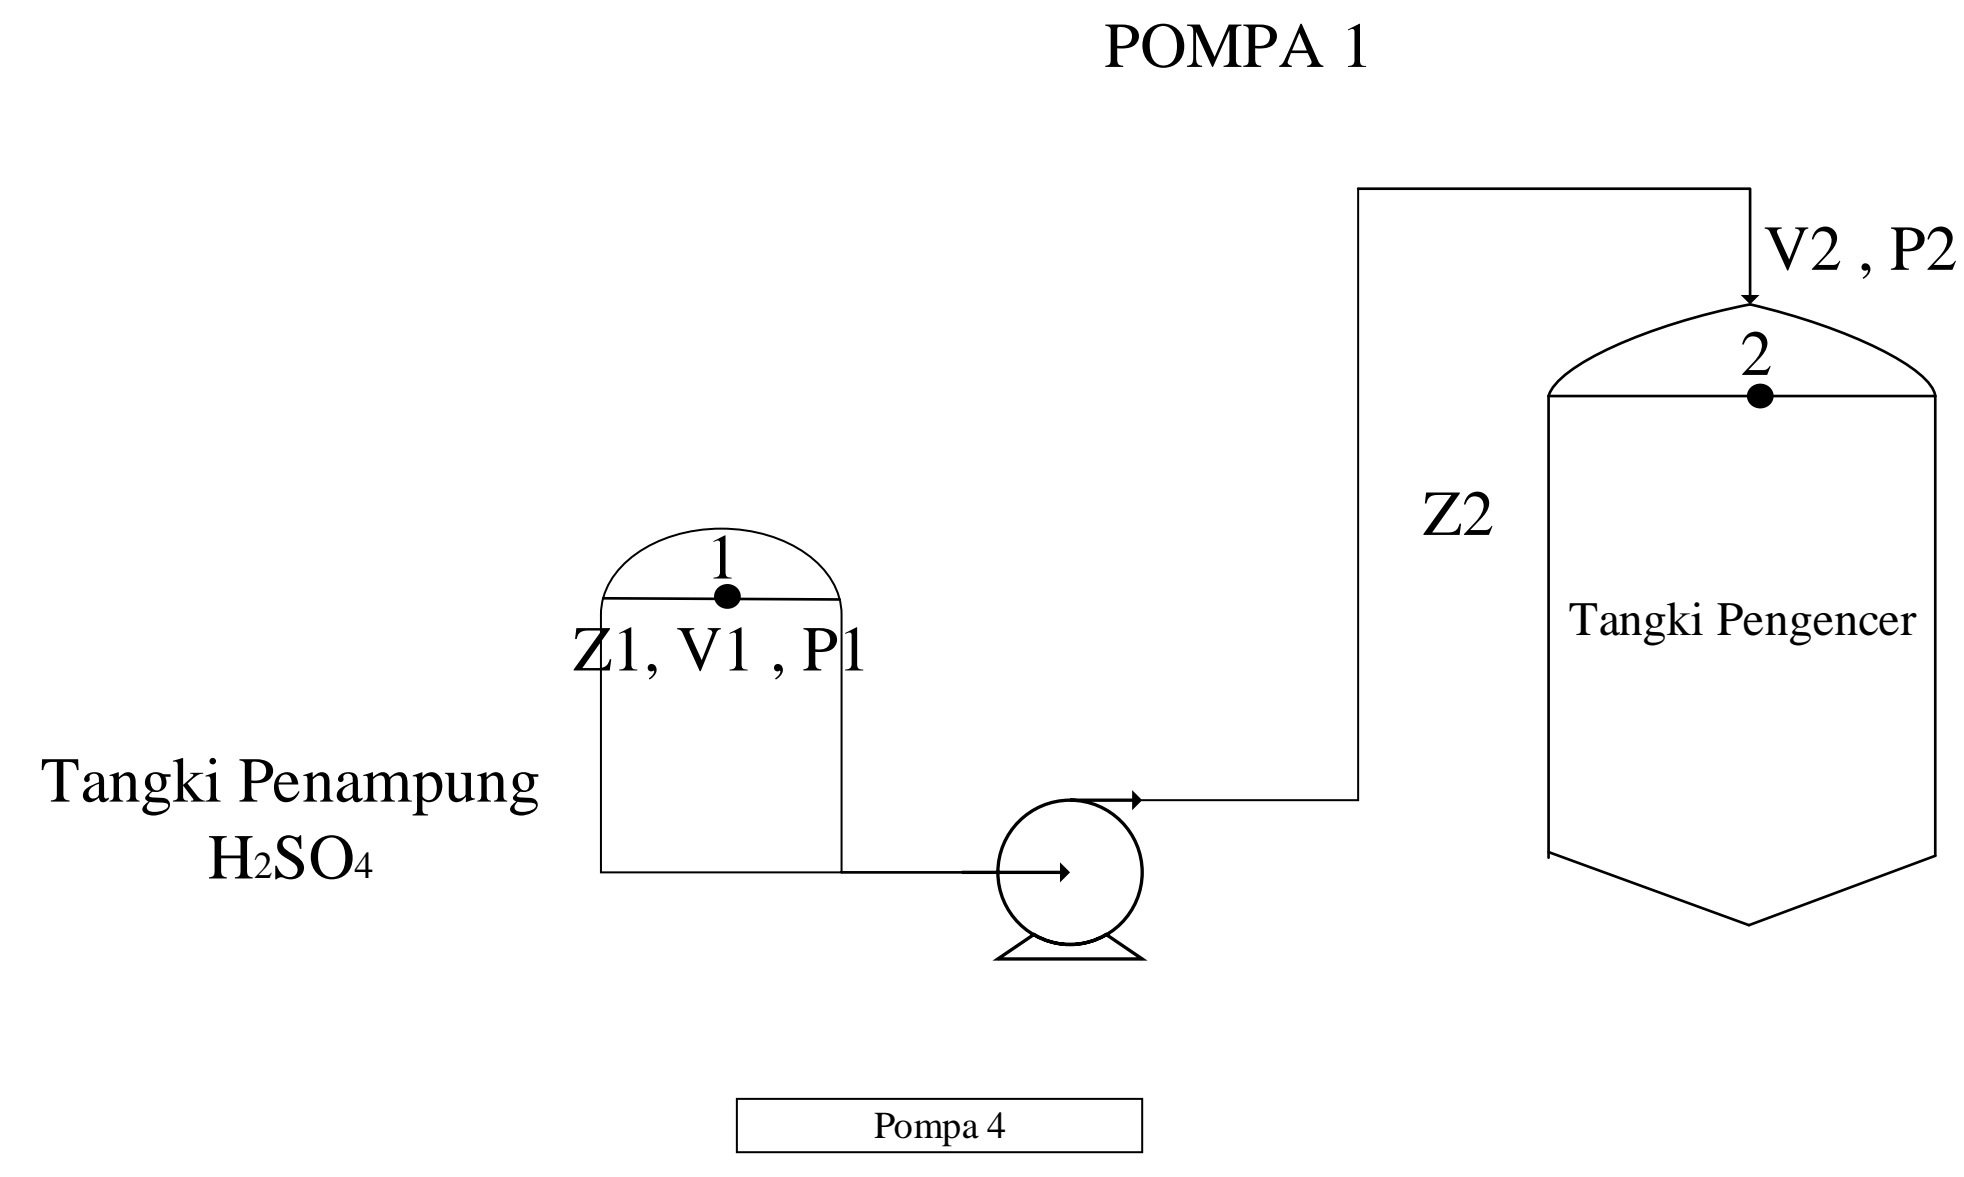 POMPA 1
V2 , P2
2
Z2
1
Tangki Pengencer
Z1, V1 , P1
Tangki Penampung
H2SO4
Pompa 4